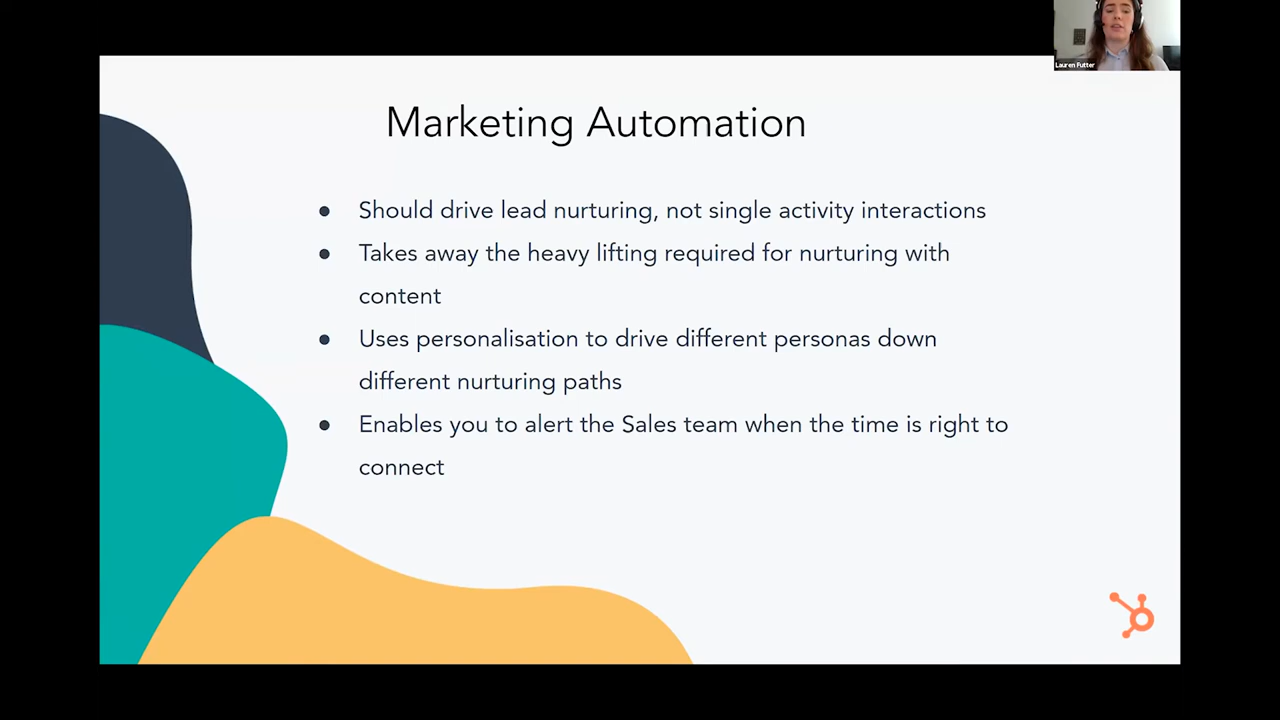 Lauren Futter
Marketing Automation
● Should drive lead nurturing, not single activity interactions
● Takes away the heavy lifting required for nurturing with
content
● Uses personalisation to drive different personas down
different nurturing paths
● Enables you to alert the Sales team when the time is right to
connect